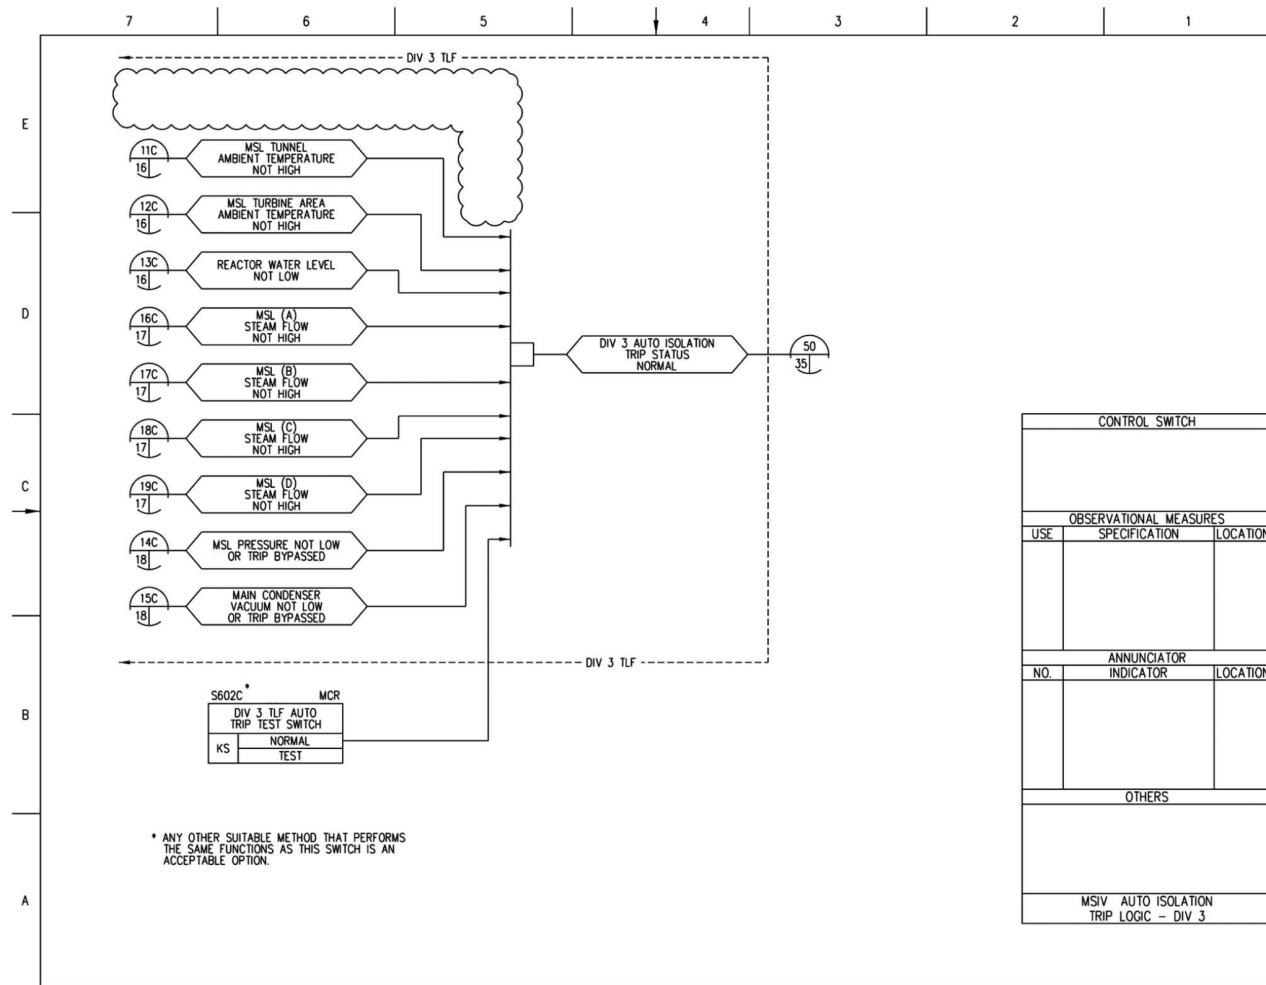 7 6 5 4 3 2 1
E
D
C
B
A
DIV 3 TLF
11C
16
MSL TUNNEL
AMBIENT TEMPERATURE
NOT HIGH
12C
16
MSL TURBINE AREA
AMBIENT TEMPERATURE
NOT HIGH
13C
16
REACTOR WATER LEVEL
NOT LOW
16C
17
MSL (A)
STEAM FLOW
NOT HIGH
17C
17
MSL (B)
STEAM FLOW
NOT HIGH
18C
17
MSL (C)
STEAM FLOW
NOT HIGH
19C
17
MSL (D)
STEAM FLOW
NOT HIGH
14C
18
MSL PRESSURE NOT LOW
OR TRIP BYPASSED
15C
18
MAIN CONDENSER
VACUUM NOT LOW
OR TRIP BYPASSED
DIV 3 AUTO ISOLATION
TRIP STATUS
NORMAL
50
35
DIV 3 TLF
S602C* MCR
DIV 3 TLF AUTO
TRIP TEST SWITCH
KS
NORMAL
TEST
* ANY OTHER SUITABLE METHOD THAT PERFORMS
THE SAME FUNCTIONS AS THIS SWITCH IS AN
ACCEPTABLE OPTION.
CONTROL SWITCH
OBSERVATIONAL MEASURES
USE SPECIFICATION LOCATION
ANNUNCIATOR
NO. INDICATOR LOCATION
OTHERS
MSIV AUTO ISOLATION
TRIP LOGIC – DIV 3